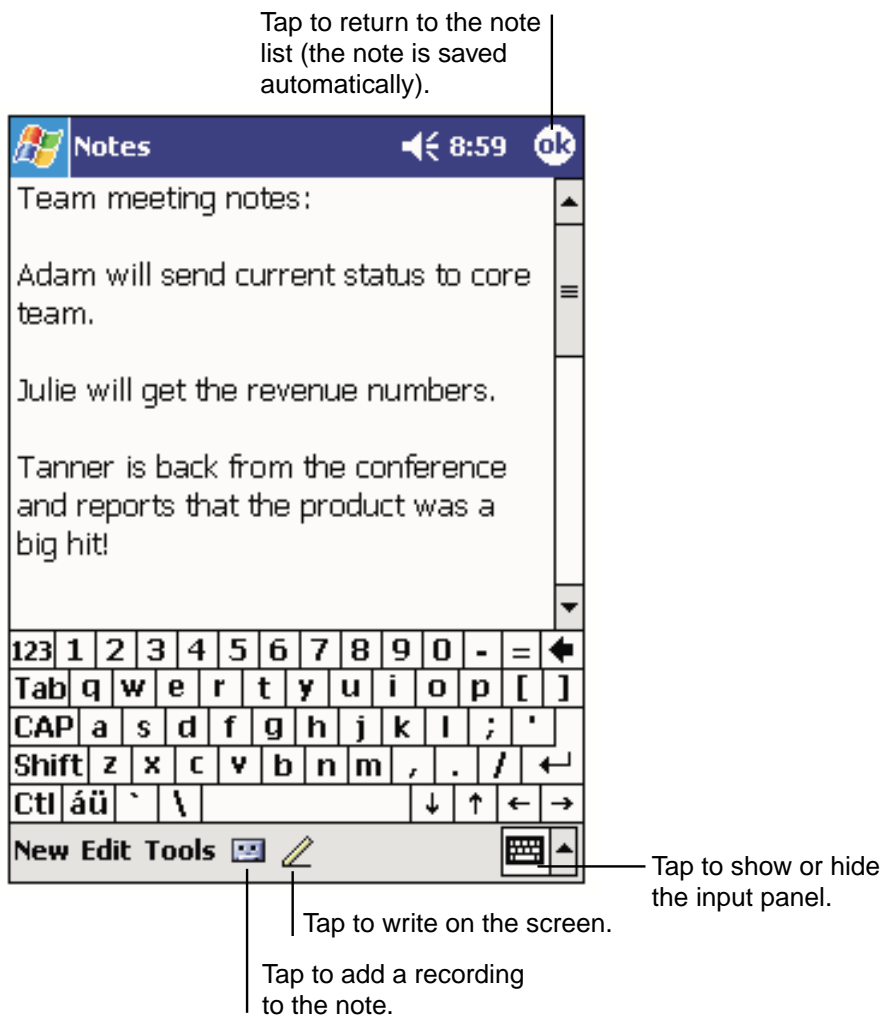 Tap to return to the note
list (the note is saved
automatically).
Notes 8:59 ok
Team meeting notes:
Adam will send current status to core
team.
Julie will get the revenue numbers.
Tanner is back from the conference
and reports that the product was a
big hit!
123 1 2 3 4 5 6 7 8 9 0 - =
Tab q w e r t y u i o p [ ]
CAP a s d f g h j k l ; '
Shift z x c v b n m , . /
Ctl áü ` \ ↓ ↑ ← →
New Edit Tools
Tap to show or hide
the input panel.
Tap to write on the screen.
Tap to add a recording
to the note.